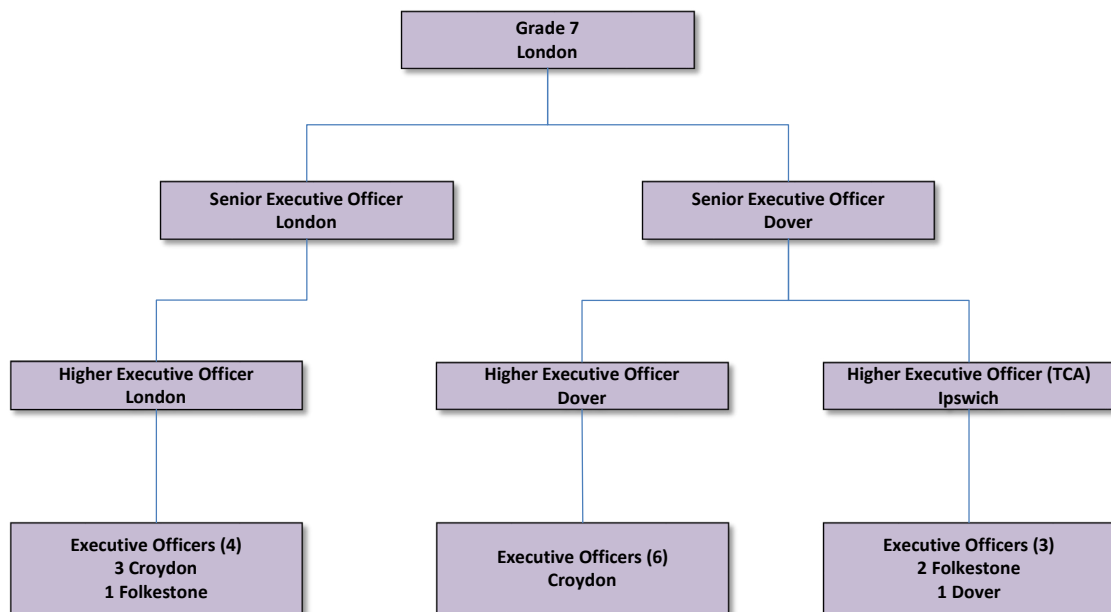 Grade 7
London
Senior Executive Officer
London
Senior Executive Officer
Dover
Higher Executive Officer
London
Higher Executive Officer
Dover
Higher Executive Officer (TCA)
Ipswich
Executive Officers (4)
3 Croydon
1 Folkestone
Executive Officers (6)
Croydon
Executive Officers (3)
2 Folkestone
1 Dover